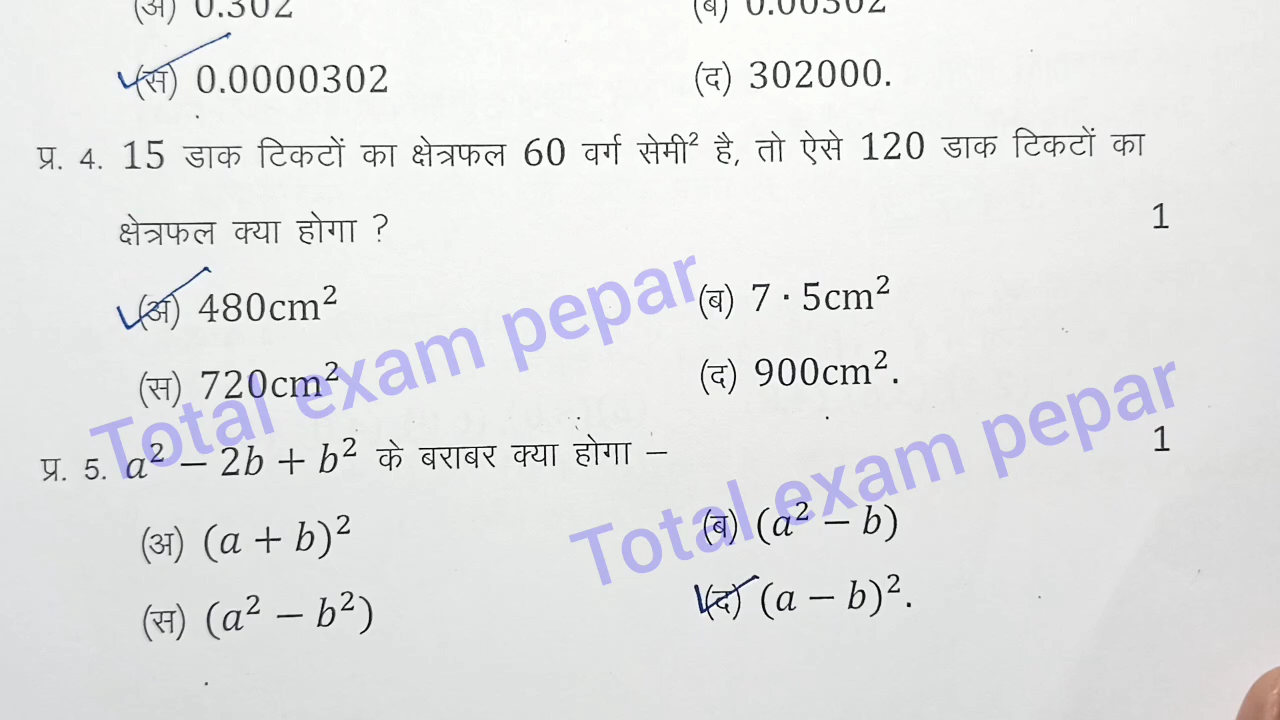 (अ) 0.302 (ब) 0.00302
(स) 0.0000302 (द) 302000.
प्र. 4. 15 डाक टिकटों का क्षेत्रफल 60 वर्ग सेमी² है, तो ऐसे 120 डाक टिकटों का
क्षेत्रफल क्या होगा ? 1
(अ) 480cm² (ब) 7·5cm²
(स) 720cm² (द) 900cm².
प्र. 5. a² − 2b + b² के बराबर क्या होगा – 1
(अ) (a + b)² (ब) (a² − b)
(स) (a² − b²) (द) (a − b)².
Total exam pepar
Total exam pepar